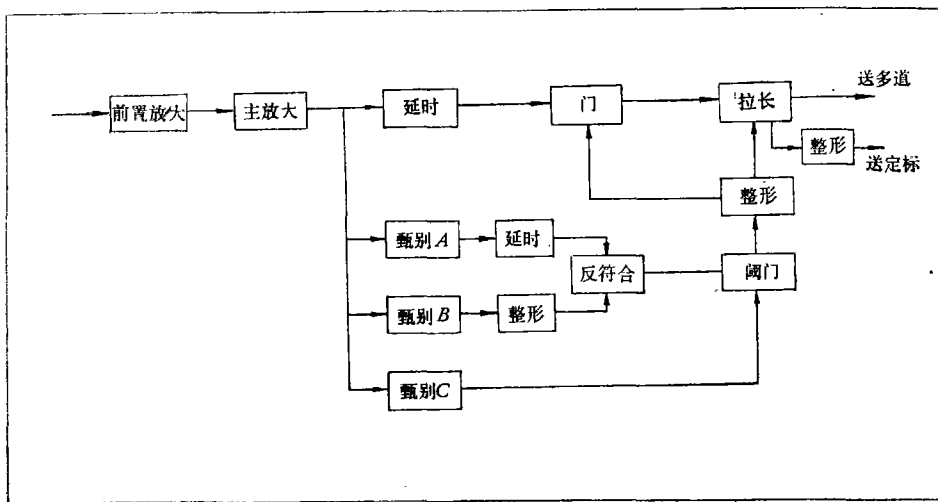 送多道
前置放大
主放大
延时
门
拉长
整形
送定标
整形
甄别 A
延时
反符合
阈门
甄别 B
整形
甄别C